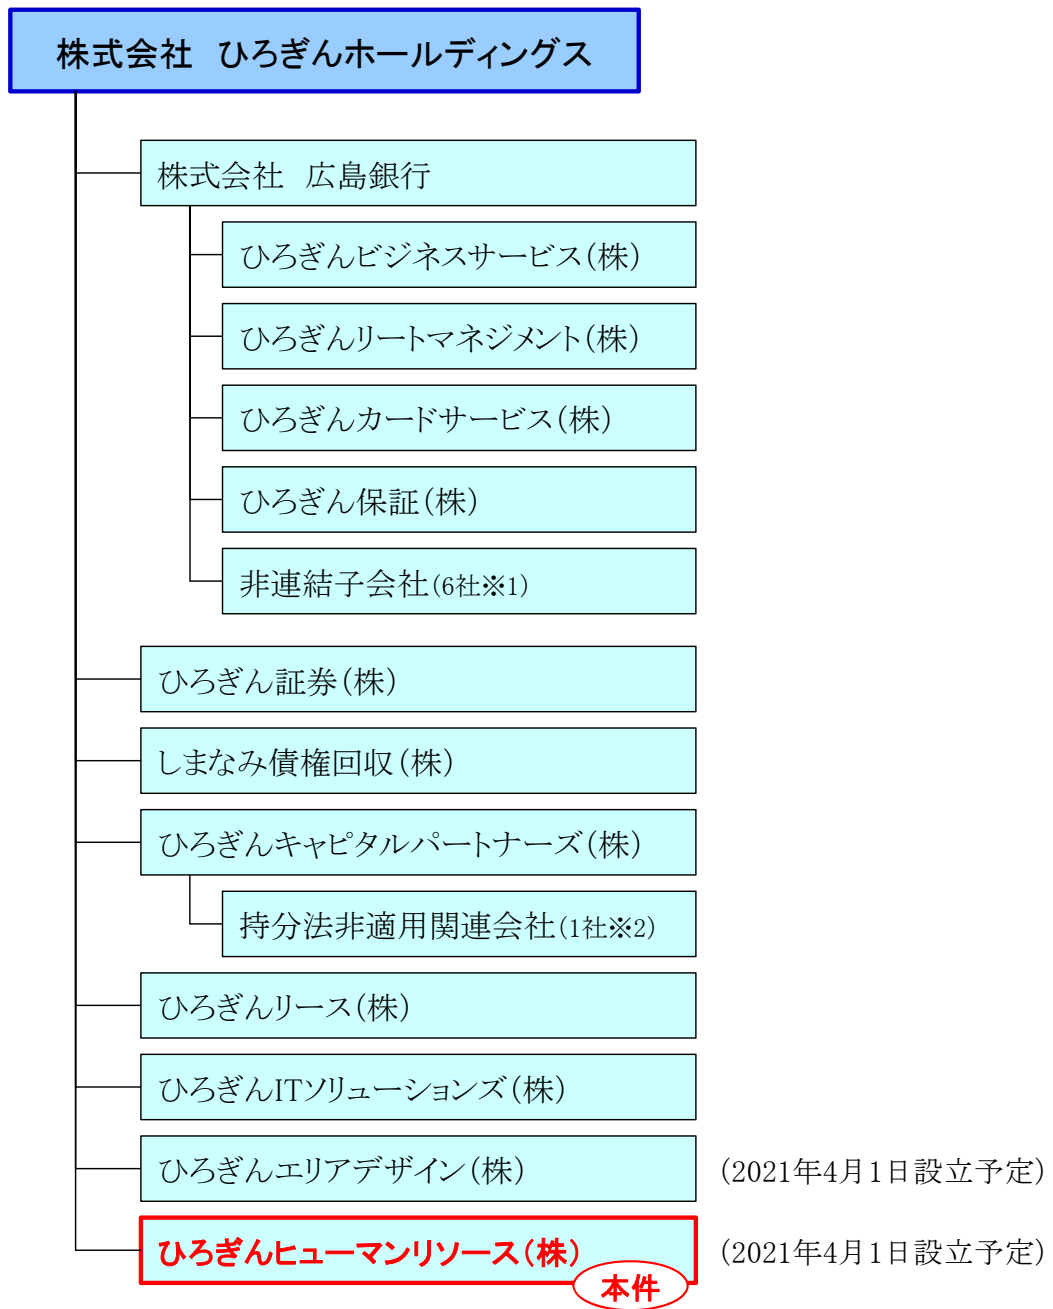 株式会社　ひろぎんホールディングス
株式会社　広島銀行
ひろぎんビジネスサービス(株)
ひろぎんリートマネジメント(株)
ひろぎんカードサービス(株)
ひろぎん保証(株)
非連結子会社(6社※1)
ひろぎん証券(株)
しまなみ債権回収(株)
ひろぎんキャピタルパートナーズ(株)
持分法非適用関連会社(1社※2)
ひろぎんリース(株)
ひろぎんITソリューションズ(株)
ひろぎんエリアデザイン(株)　(2021年4月1日設立予定)
ひろぎんヒューマンリソース(株)　(2021年4月1日設立予定)
本件